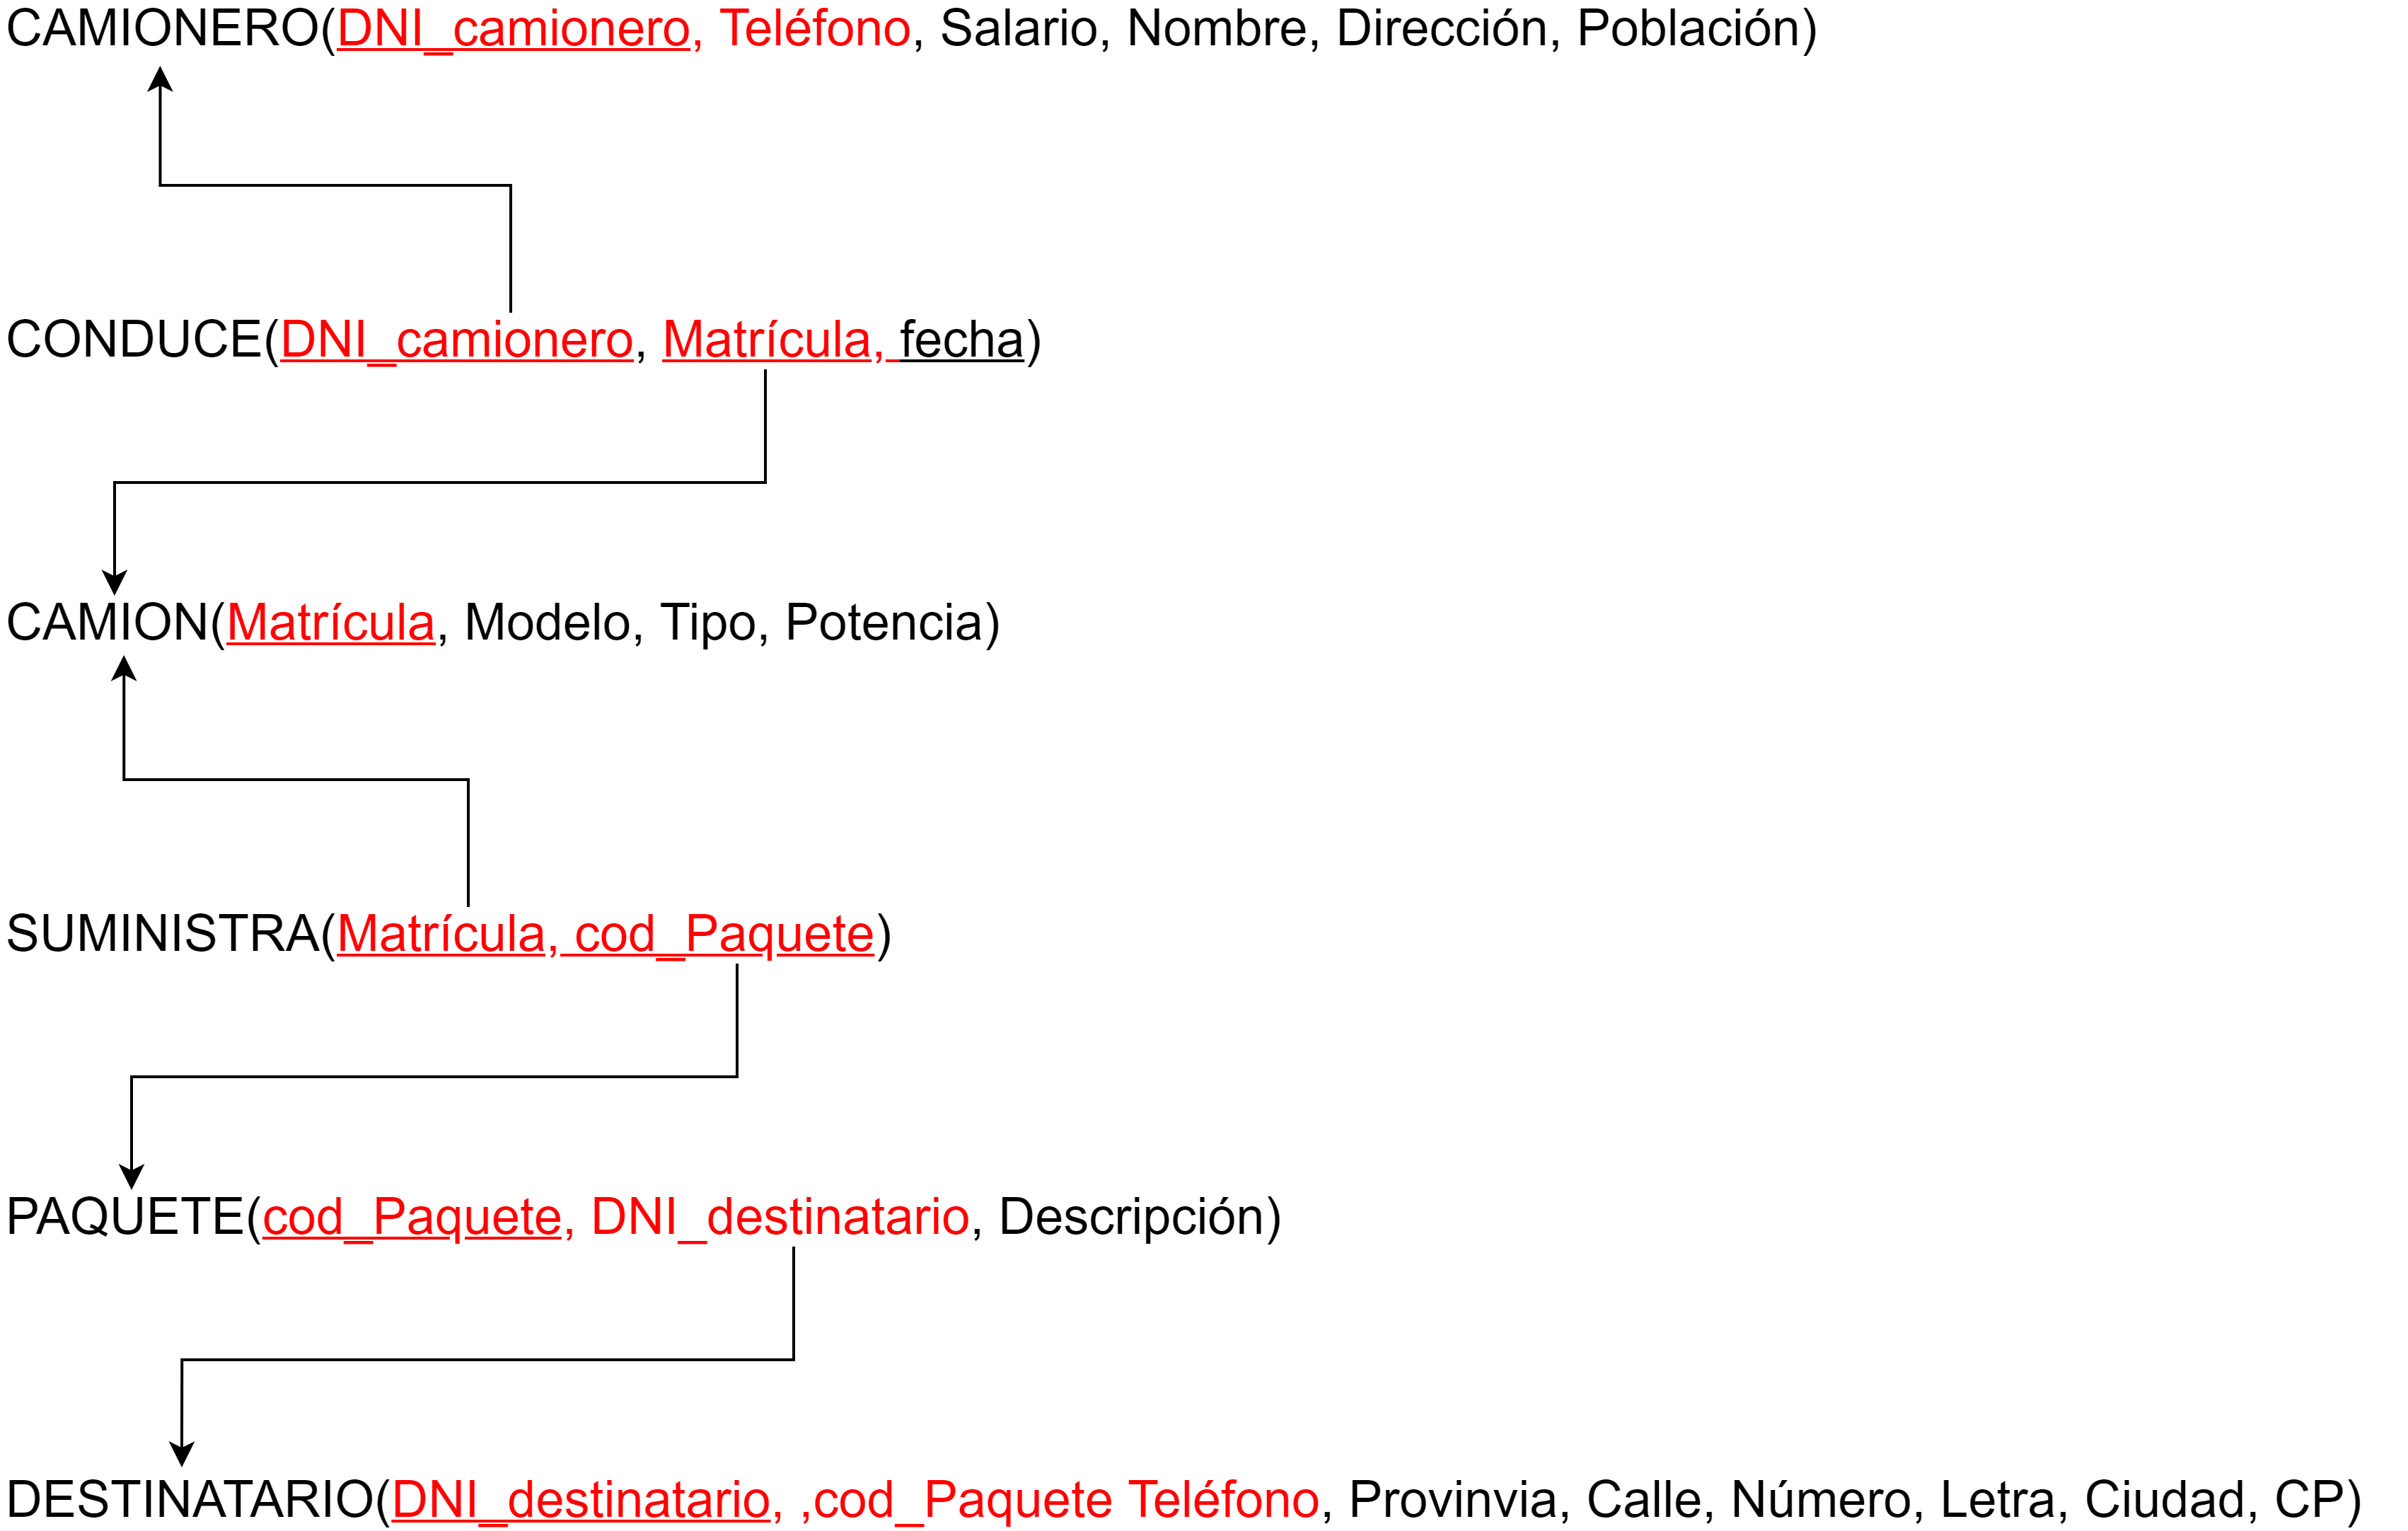 CAMIONERO(DNI_camionero, Teléfono, Salario, Nombre, Dirección, Población)
CONDUCE(DNI_camionero, Matrícula, fecha)
CAMION(Matrícula, Modelo, Tipo, Potencia)
SUMINISTRA(Matrícula, cod_Paquete)
PAQUETE(cod_Paquete, DNI_destinatario, Descripción)
DESTINATARIO(DNI_destinatario, ,cod_Paquete Teléfono, Provinvia, Calle, Número, Letra, Ciudad, CP)